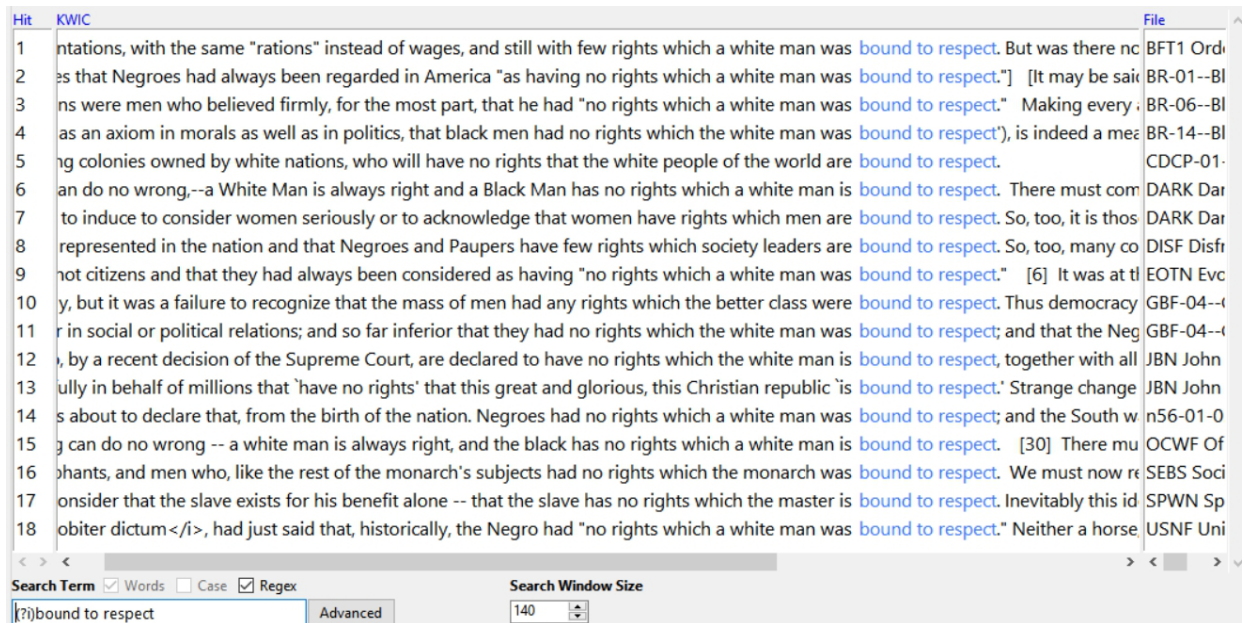 Hit KWIC File
1 ntations, with the same "rations" instead of wages, and still with few rights which a white man was bound to respect. But was there no BFT1 Ord
2 es that Negroes had always been regarded in America "as having no rights which a white man was bound to respect."] [It may be said BR-01--Bl
3 ns were men who believed firmly, for the most part, that he had "no rights which a white man was bound to respect." Making every BR-06--Bl
4 as an axiom in morals as well as in politics, that black men had no rights which the white man was bound to respect'), is indeed a mea BR-14--Bl
5 ng colonies owned by white nations, who will have no rights that the white people of the world are bound to respect. CDCP-01-
6 an do no wrong,--a White Man is always right and a Black Man has no rights which a white man is bound to respect. There must com DARK Dar
7 to induce to consider women seriously or to acknowledge that women have rights which men are bound to respect. So, too, it is thos DARK Dar
8 represented in the nation and that Negroes and Paupers have few rights which society leaders are bound to respect. So, too, many co DISF Disfr
9 not citizens and that they had always been considered as having "no rights which a white man was bound to respect." [6] It was at th EOTN Evo
10 y, but it was a failure to recognize that the mass of men had any rights which the better class were bound to respect. Thus democracy GBF-04--
11 r in social or political relations; and so far inferior that they had no rights which the white man was bound to respect; and that the Neg GBF-04--
12 , by a recent decision of the Supreme Court, are declared to have no rights which the white man is bound to respect, together with all JBN John
13 ully in behalf of millions that `have no rights' that this great and glorious, this Christian republic `is bound to respect.' Strange change JBN John
14 s about to declare that, from the birth of the nation. Negroes had no rights which a white man was bound to respect; and the South w n56-01-0
15 g can do no wrong -- a white man is always right, and the black has no rights which a white man is bound to respect. [30] There mu OCWF Of
16 phants, and men who, like the rest of the monarch's subjects had no rights which the monarch was bound to respect. We must now re SEBS Soci
17 onsider that the slave exists for his benefit alone -- that the slave has no rights which the master is bound to respect. Inevitably this id SPWN Sp
18 obiter dictum</i>, had just said that, historically, the Negro had "no rights which a white man was bound to respect." Neither a horse, USNF Uni
Search Term Words Case Regex Search Window Size
(?i)bound to respect Advanced 140